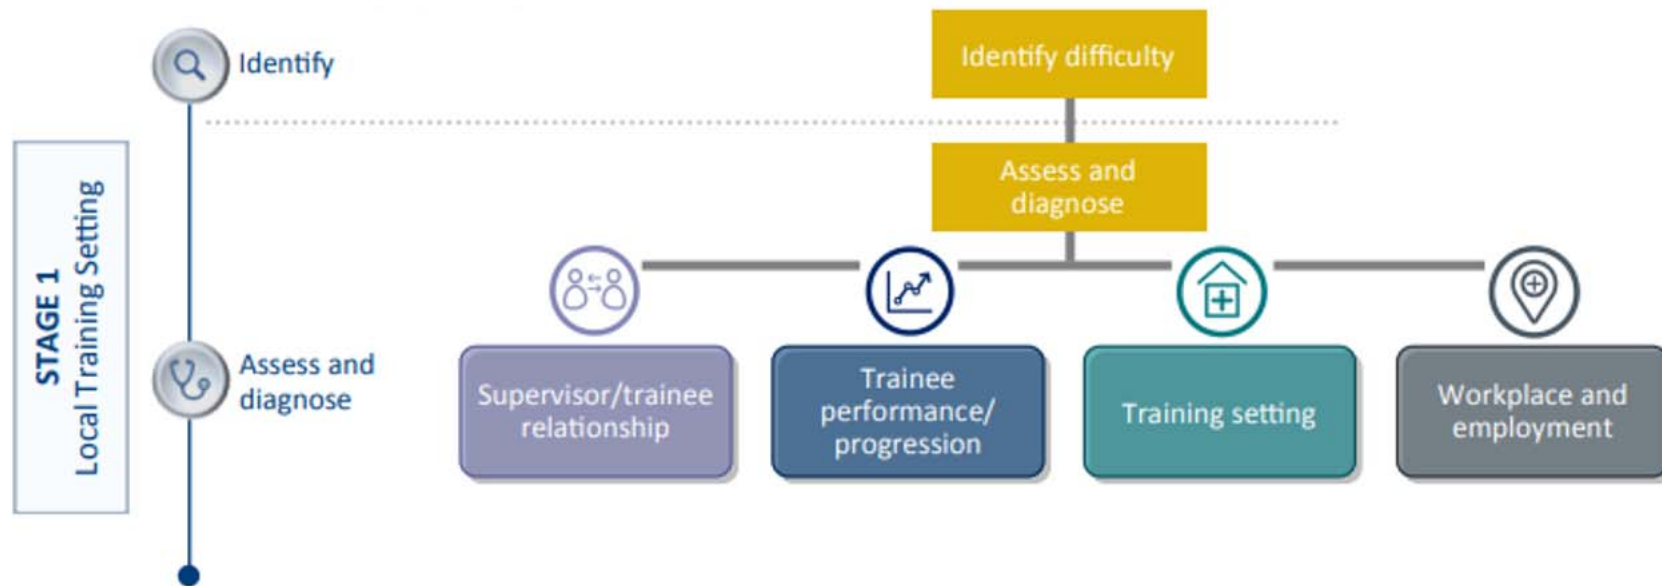 Identify
Identify difficulty
STAGE 1
Local Training Setting
Assess and
diagnose
Assess and
diagnose
Supervisor/trainee
relationship
Trainee
performance/
progression
Training setting
Workplace and
employment